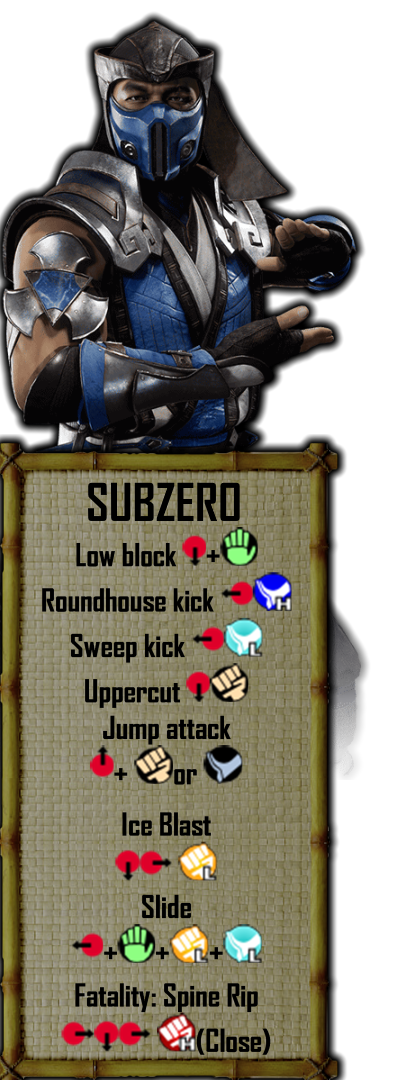 SUBZERO
Low block +
Roundhouse kick H
Sweep kick L
Uppercut
Jump attack
+ or
Ice Blast
L
Slide
+ + L + L
Fatality: Spine Rip
H (Close)